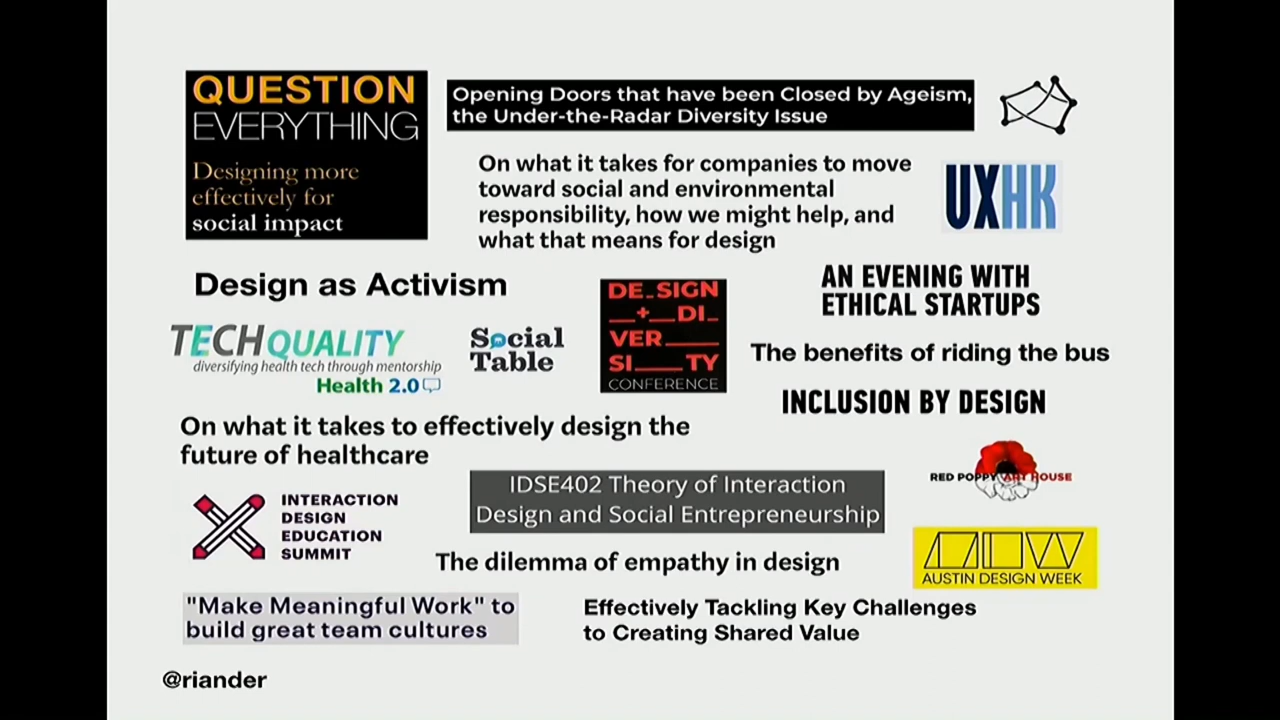 QUESTION
EVERYTHING
Designing more
effectively for
social impact
Opening Doors that have been Closed by Ageism,
the Under-the-Radar Diversity Issue
On what it takes for companies to move
toward social and environmental
responsibility, how we might help, and
what that means for design
UXHK
Design as Activism
AN EVENING WITH
ETHICAL STARTUPS
TECHQUALITY
diversifying health tech through mentorship
Health 2.0
Social
Table
DE_SIGN
__+__DI_
VER____
SI____TY
CONFERENCE
The benefits of riding the bus
INCLUSION BY DESIGN
On what it takes to effectively design the
future of healthcare
RED POPPY ART HOUSE
INTERACTION
DESIGN
EDUCATION
SUMMIT
IDSE402 Theory of Interaction
Design and Social Entrepreneurship
The dilemma of empathy in design
ADW
AUSTIN DESIGN WEEK
"Make Meaningful Work" to
build great team cultures
Effectively Tackling Key Challenges
to Creating Shared Value
@riander